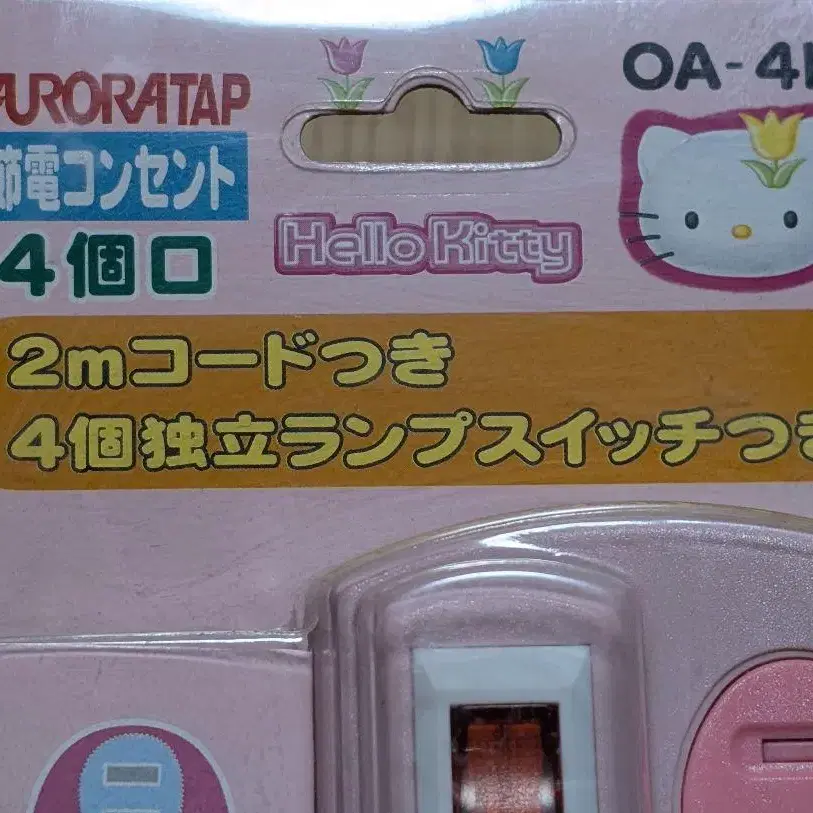 AURORATAP
OA-4
節電コンセント
4個口
Hello Kitty
2mコードつき
4個独立ランプスイッチつき